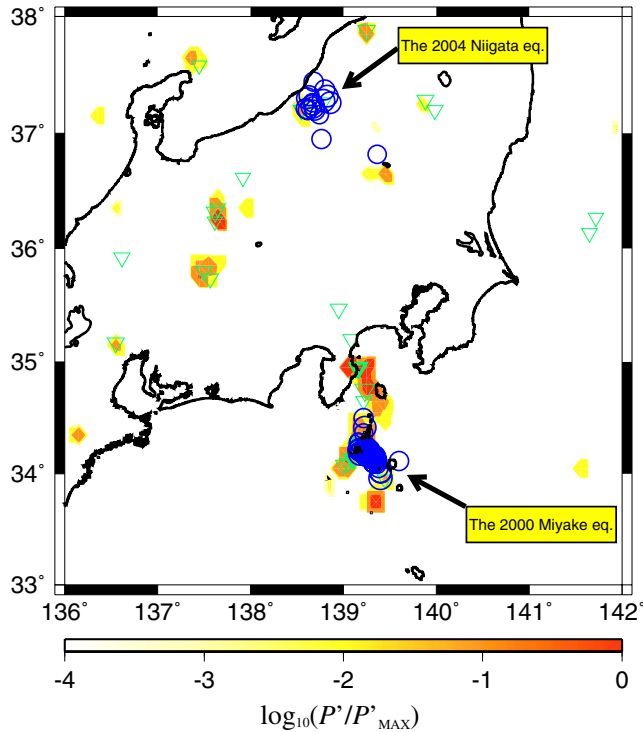 38°
The 2004 Niigata eq.
37°
36°
35°
34°
The 2000 Miyake eq.
33°
136° 137° 138° 139° 140° 141° 142°
-4 -3 -2 -1 0
log₁₀(P'/P'MAX)